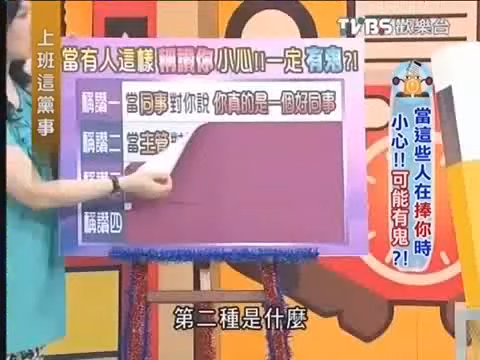 TVBS歡樂台
上班這黨事
當有人這樣稱讚你 小心!!一定有鬼?!
稱讚一 當同事對你說 你真的是一個好同事
稱讚二 當主管
稱讚四
當這些人在捧你時
小心!!可能有鬼?!
第二種是什麼